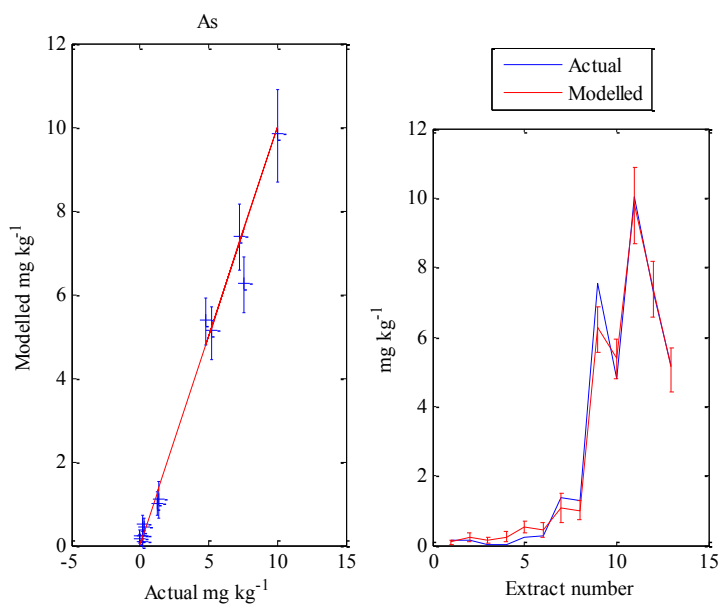 As
12
10
8
6
4
2
0
-5 0 5 10 15
Modelled mg kg-1
Actual mg kg-1
Actual
Modelled
12
10
8
6
4
2
0
0 5 10 15
mg kg-1
Extract number